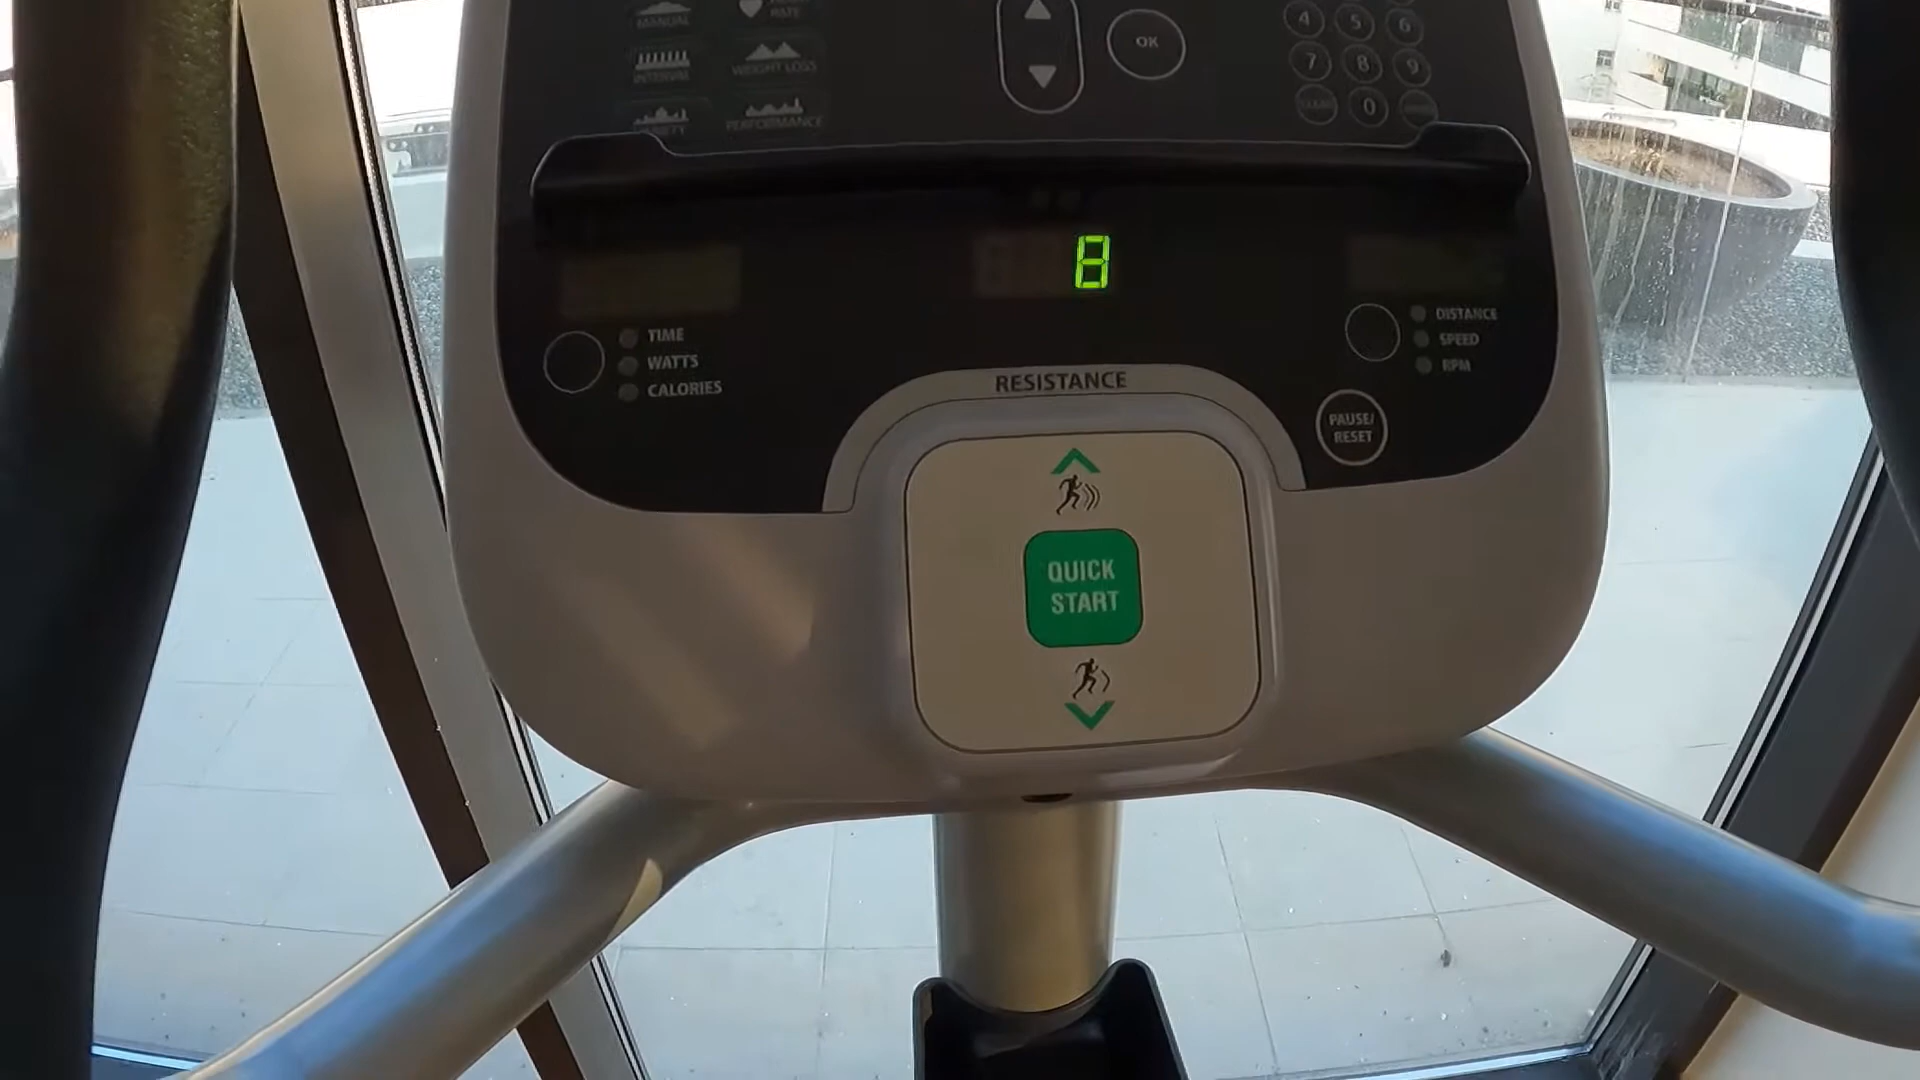 MANUAL
RATE
INTERVAL
WEIGHT LOSS
PERFORMANCE
OK
4 5 6
7 8 9
0
8
TIME
WATTS
CALORIES
DISTANCE
SPEED
RPM
RESISTANCE
PAUSE/
RESET
QUICK
START